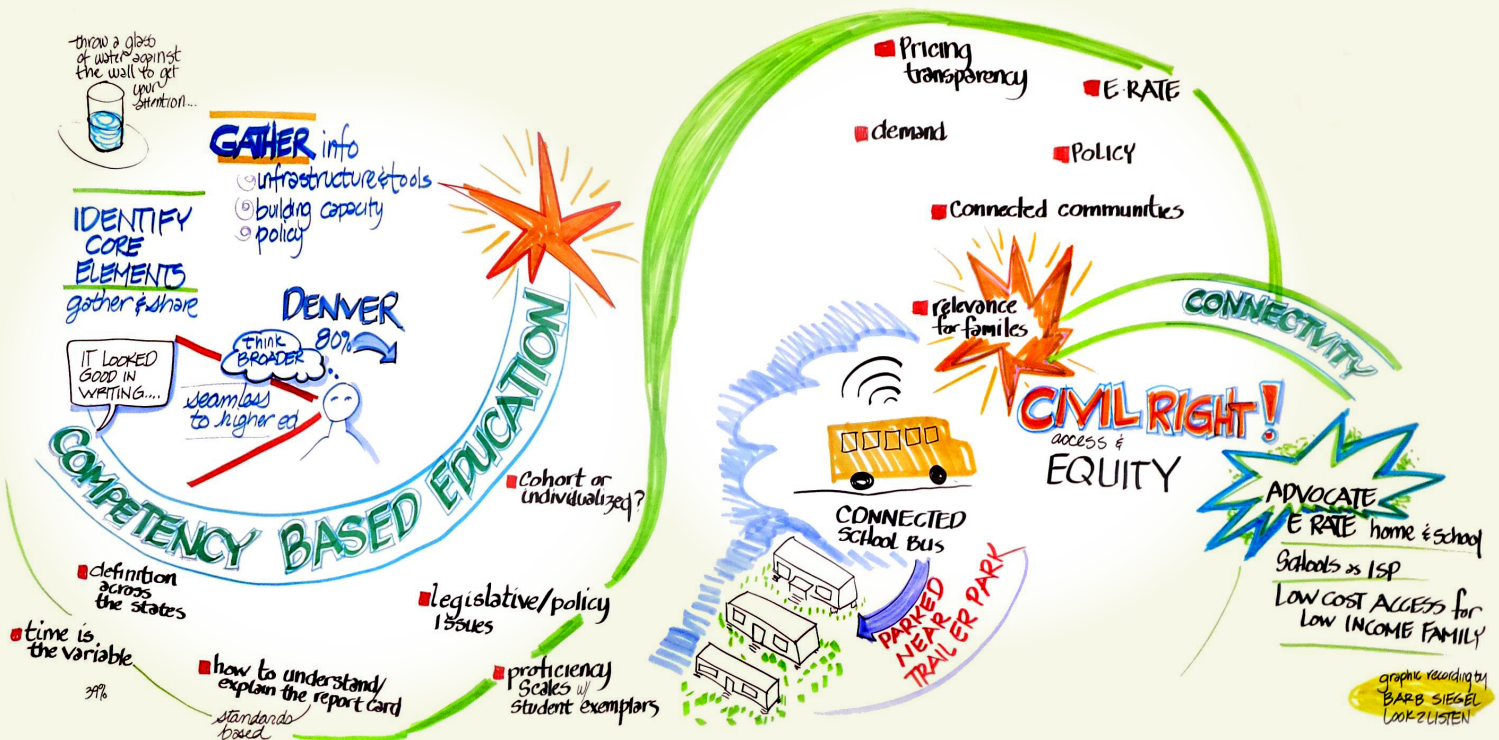 throw a glass
of water against
the wall to get
your
attention...
GATHER info
infrastructure & tools
building capacity
policy
IDENTIFY
CORE
ELEMENTS
gather & share
DENVER
80%
think
BROADER
IT LOOKED
GOOD IN
WRITING....
seamless
to higher ed
COMPETENCY BASED EDUCATION
Cohort or
individualized?
definition
across
the states
time is
the variable
39%
legislative/policy
Issues
how to understand/
explain the report card
standards
based
proficiency
Scales w/
Student exemplars
Pricing
transparency
E-RATE
demand
POLICY
Connected communities
relevance
for familes
CONNECTVITY
CIVIL RIGHT!
access &
EQUITY
CONNECTED
SCHOOL BUS
PARKED
NEAR
TRAILER PARK
ADVOCATE
E RATE home & school
Schools as ISP
LOW COST ACCESS for
LOW INCOME FAMILY
graphic recording by
BARB SIEGEL
LOOK2LISTEN